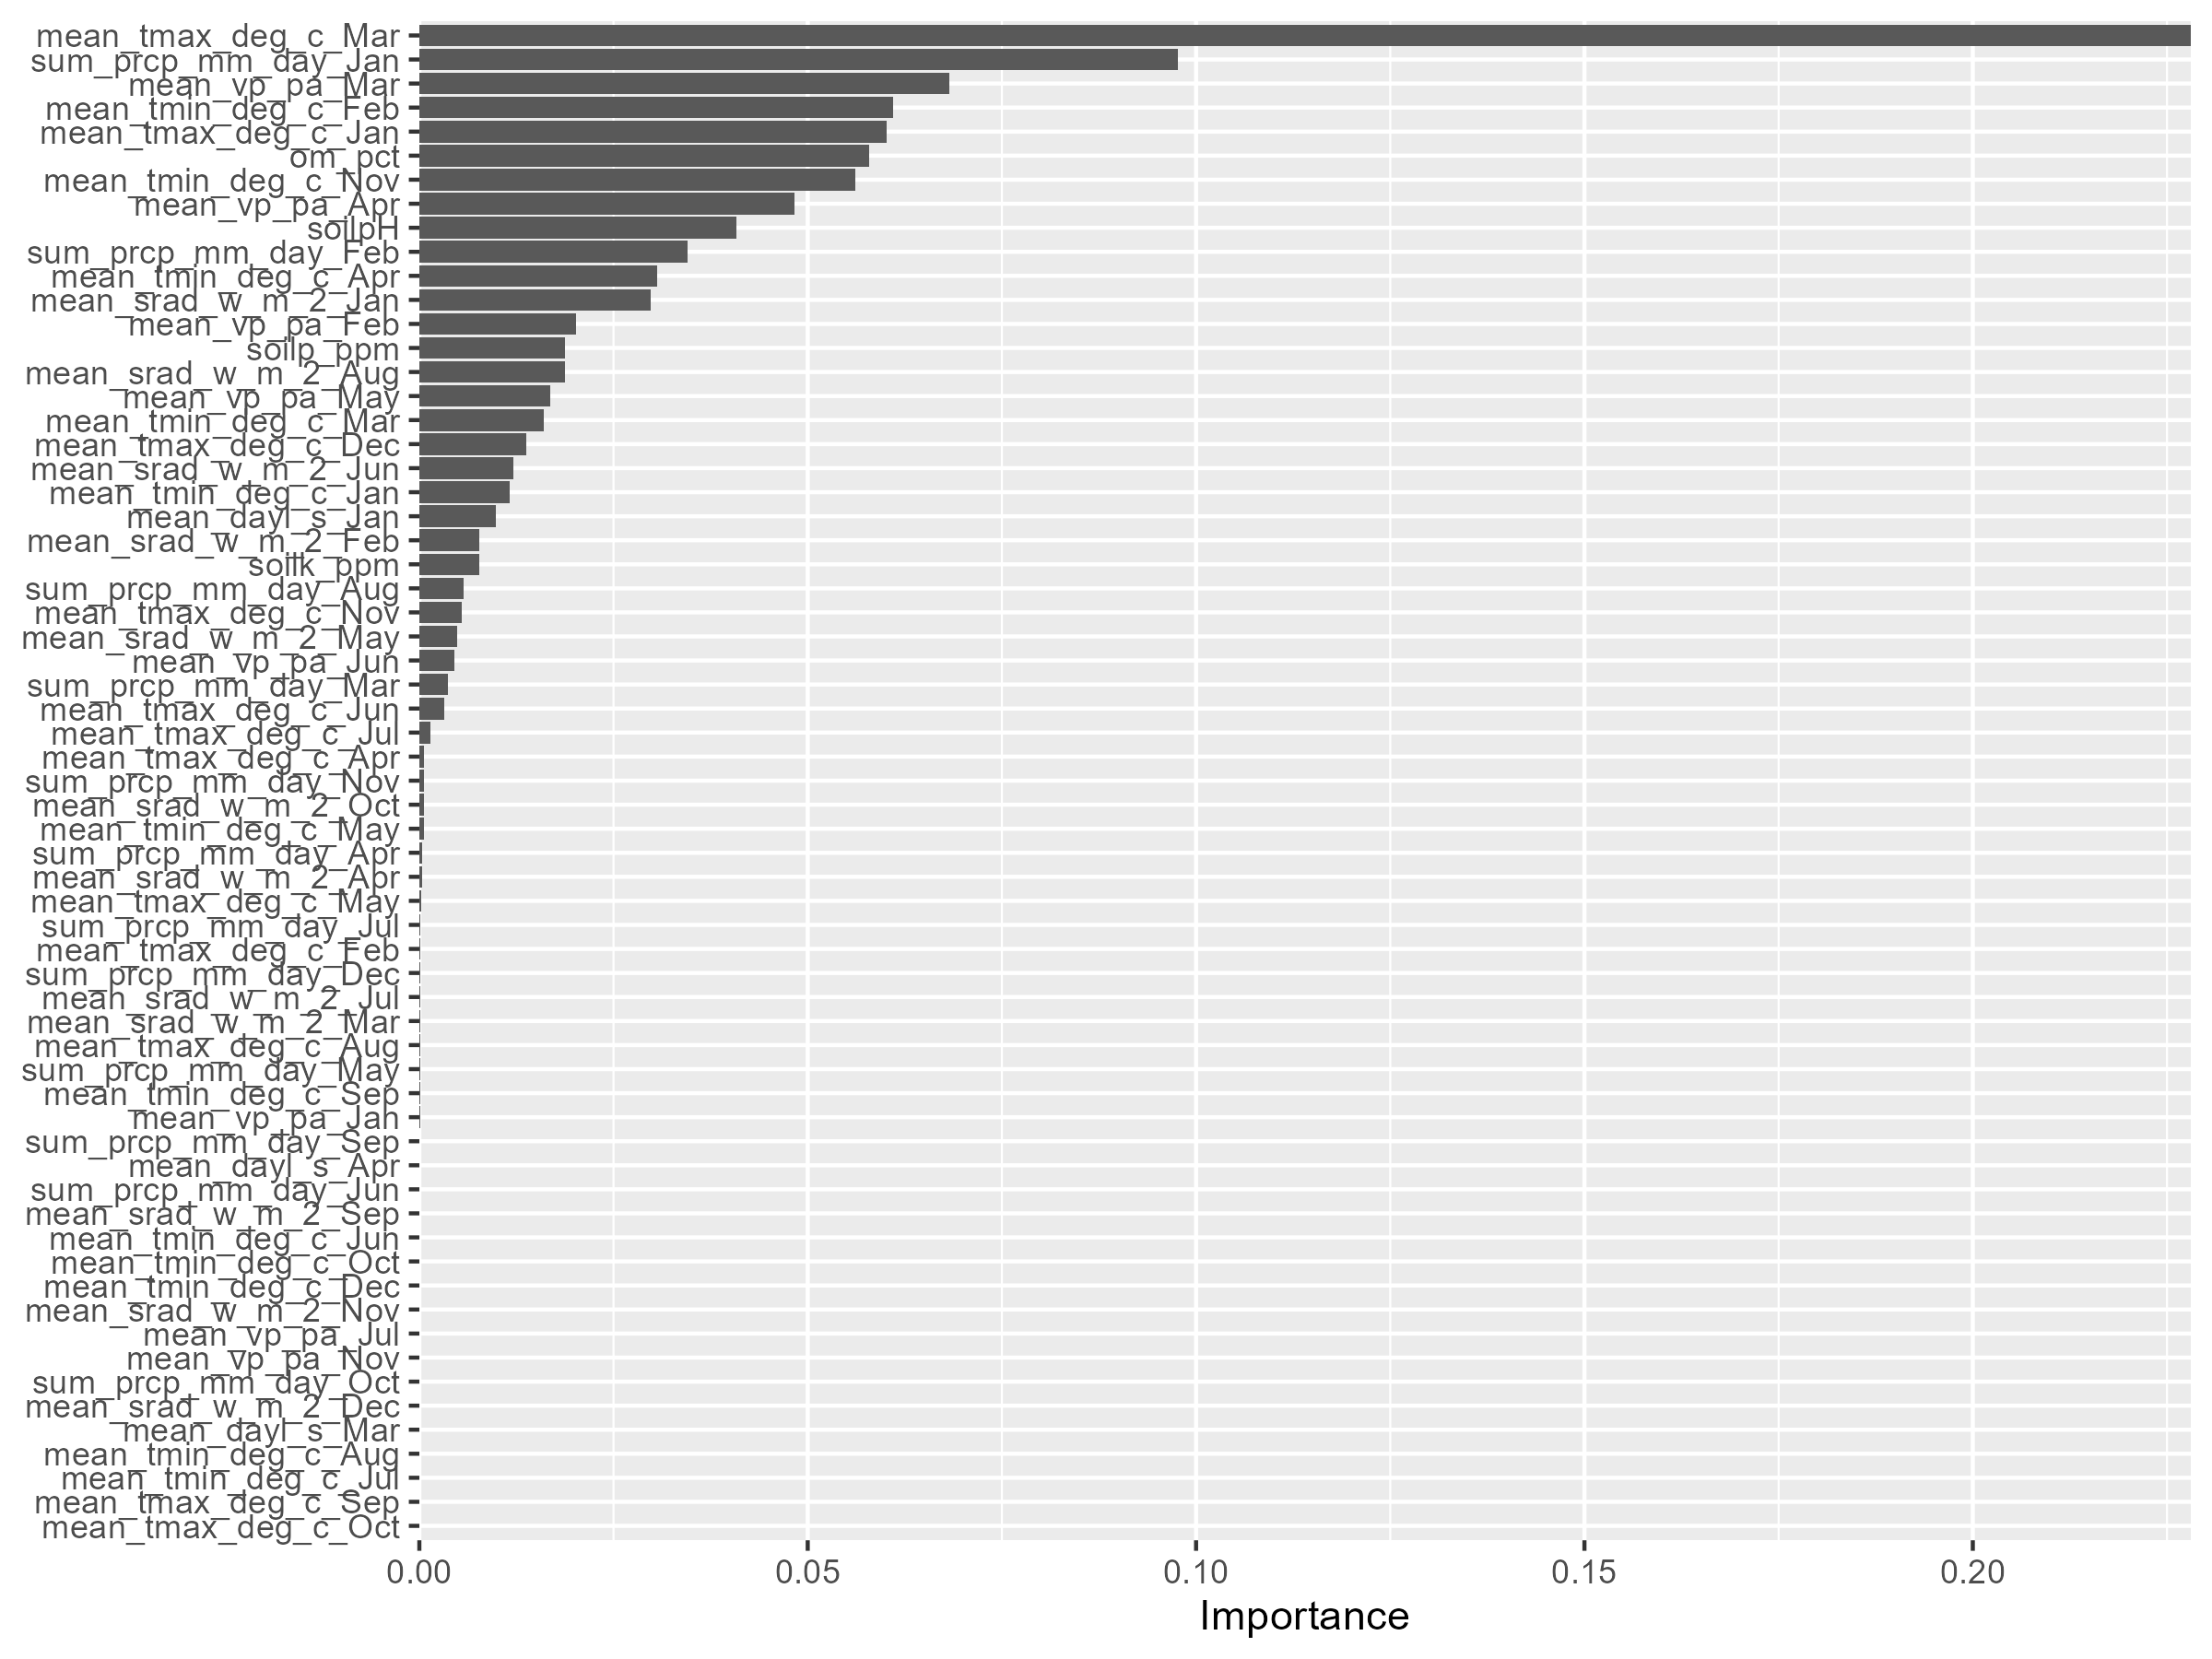 mean_tmax_deg_c_Mar
sum_prcp_mm_day_Jan
mean_vp_pa_Mar
mean_tmin_deg_c_Feb
mean_tmax_deg_c_Jan
om_pct
mean_tmin_deg_c_Nov
mean_vp_pa_Apr
soilpH
sum_prcp_mm_day_Feb
mean_tmin_deg_c_Apr
mean_srad_w_m_2_Jan
mean_vp_pa_Feb
soilp_ppm
mean_srad_w_m_2_Aug
mean_vp_pa_May
mean_tmin_deg_c_Mar
mean_tmax_deg_c_Dec
mean_srad_w_m_2_Jun
mean_tmin_deg_c_Jan
mean_dayl_s_Jan
mean_srad_w_m_2_Feb
soilk_ppm
sum_prcp_mm_day_Aug
mean_tmax_deg_c_Nov
mean_srad_w_m_2_May
mean_vp_pa_Jun
sum_prcp_mm_day_Mar
mean_tmax_deg_c_Jun
mean_tmax_deg_c_Jul
mean_tmax_deg_c_Apr
sum_prcp_mm_day_Nov
mean_srad_w_m_2_Oct
mean_tmin_deg_c_May
sum_prcp_mm_day_Apr
mean_srad_w_m_2_Apr
mean_tmax_deg_c_May
sum_prcp_mm_day_Jul
mean_tmax_deg_c_Feb
sum_prcp_mm_day_Dec
mean_srad_w_m_2_Jul
mean_srad_w_m_2_Mar
mean_tmax_deg_c_Aug
sum_prcp_mm_day_May
mean_tmin_deg_c_Sep
mean_vp_pa_Jan
sum_prcp_mm_day_Sep
mean_dayl_s_Apr
sum_prcp_mm_day_Jun
mean_srad_w_m_2_Sep
mean_tmin_deg_c_Jun
mean_tmin_deg_c_Oct
mean_tmin_deg_c_Dec
mean_srad_w_m_2_Nov
mean_vp_pa_Jul
mean_vp_pa_Nov
sum_prcp_mm_day_Oct
mean_srad_w_m_2_Dec
mean_dayl_s_Mar
mean_tmin_deg_c_Aug
mean_tmin_deg_c_Jul
mean_tmax_deg_c_Sep
mean_tmax_deg_c_Oct
0.00 0.05 0.10 0.15 0.20
Importance